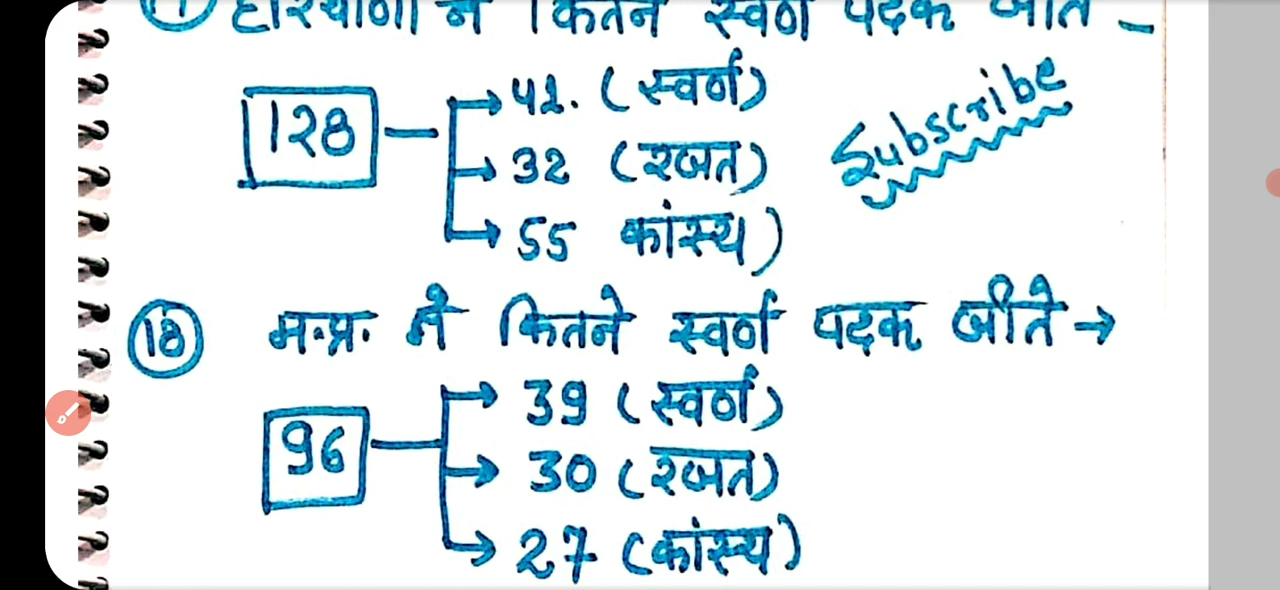 हरियाणा ने कितने स्वर्ण पदक जीते -
128
41. (स्वर्ण)
32 (रजत)
55 कांस्य)
Subscribe
18 म.प्र. ने कितने स्वर्ण पदक जीते →
96
39 (स्वर्ण)
30 (रजत)
27 (कांस्य)